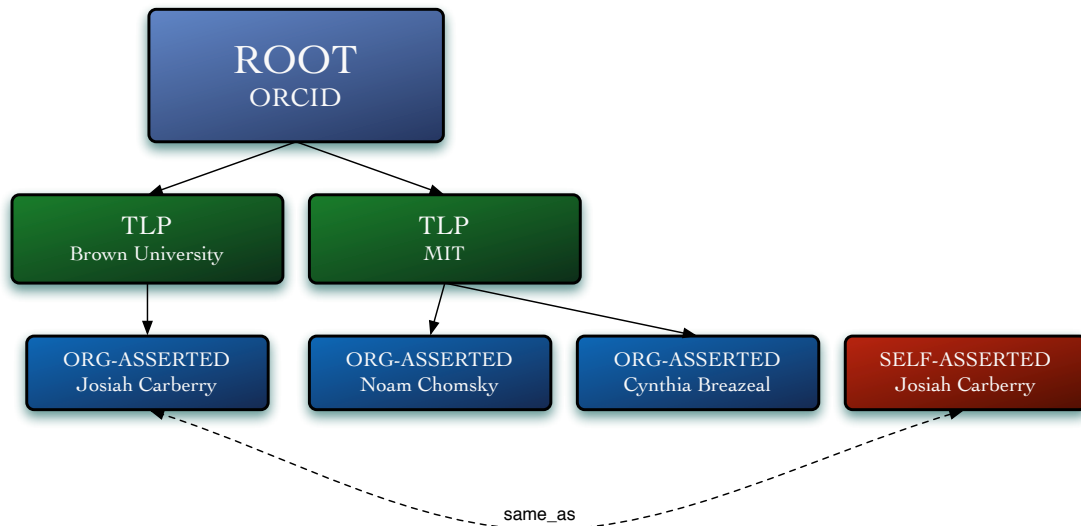 ROOT
ORCID
TLP
Brown University
TLP
MIT
ORG-ASSERTED
Josiah Carberry
ORG-ASSERTED
Noam Chomsky
ORG-ASSERTED
Cynthia Breazeal
SELF-ASSERTED
Josiah Carberry
same_as